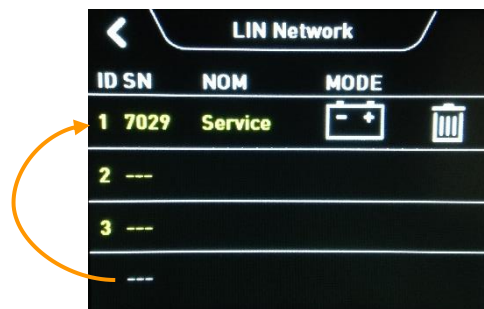 LIN Network
ID SN NOM MODE
1 7029 Service - +
2 ---
3 ---
---